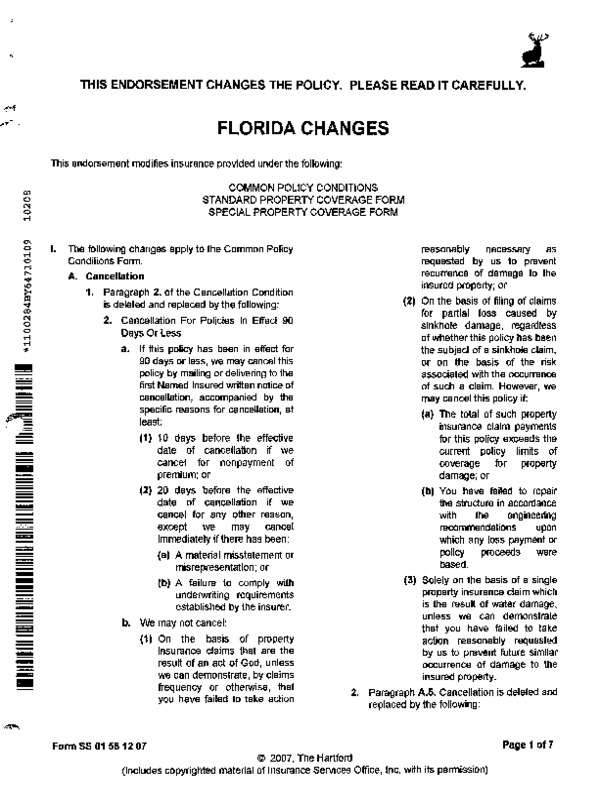 THIS ENDORSEMENT CHANGES THE POLICY. PLEASE READ IT CAREFULLY.
FLORIDA CHANGES
This endorsement modifies insurance provided under the following:
COMMON POLICY CONDITIONS
STANDARD PROPERTY COVERAGE FORM
SPECIAL PROPERTY COVERAGE FORM
I. The following changes apply to the Common Policy
Conditions Form.
A. Cancellation
1. Paragraph 2. of the Cancellation Condition
is deleted and replaced by the following:
2. Cancellation For Policies In Effect 90
Days Or Less
a. If this policy has been in effect for
90 days or less, we may cancel this
policy by mailing or delivering to the
first Named Insured written notice of
cancellation, accompanied by the
specific reasons for cancellation, at
least:
(1) 10 days before the effective
date of cancellation if we
cancel for nonpayment of
premium; or
(2) 20 days before the effective
date of cancellation if we
cancel for any other reason,
except we may cancel
immediately if there has been:
(a) A material misstatement or
misrepresentation; or
(b) A failure to comply with
underwriting requirements
established by the insurer.
b. We may not cancel:
(1) On the basis of property
insurance claims that are the
result of an act of God, unless
we can demonstrate, by claims
frequency or otherwise, that
you have failed to take action
reasonably necessary as
requested by us to prevent
recurrence of damage to the
insured property; or
(2) On the basis of filing of claims
for partial loss caused by
sinkhole damage, regardless
of whether this policy has been
the subject of a sinkhole claim,
or on the basis of the risk
associated with the occurrence
of such a claim. However, we
may cancel this policy if:
(a) The total of such property
insurance claim payments
for this policy exceeds the
current policy limits of
coverage for property
damage; or
(b) You have failed to repair
the structure in accordance
with the engineering
recommendations upon
which any loss payment or
policy proceeds were
based.
(3) Solely on the basis of a single
property insurance claim which
is the result of water damage,
unless we can demonstrate
that you have failed to take
action reasonably requested
by us to prevent future similar
occurrence of damage to the
insured property.
2. Paragraph A.5. Cancellation is deleted and
replaced by the following:
*1100284BY64710109 10208
Form SS 01 58 12 07
Page 1 of 7
© 2007, The Hartford
(Includes copyrighted material of Insurance Services Office, Inc. with its permission)